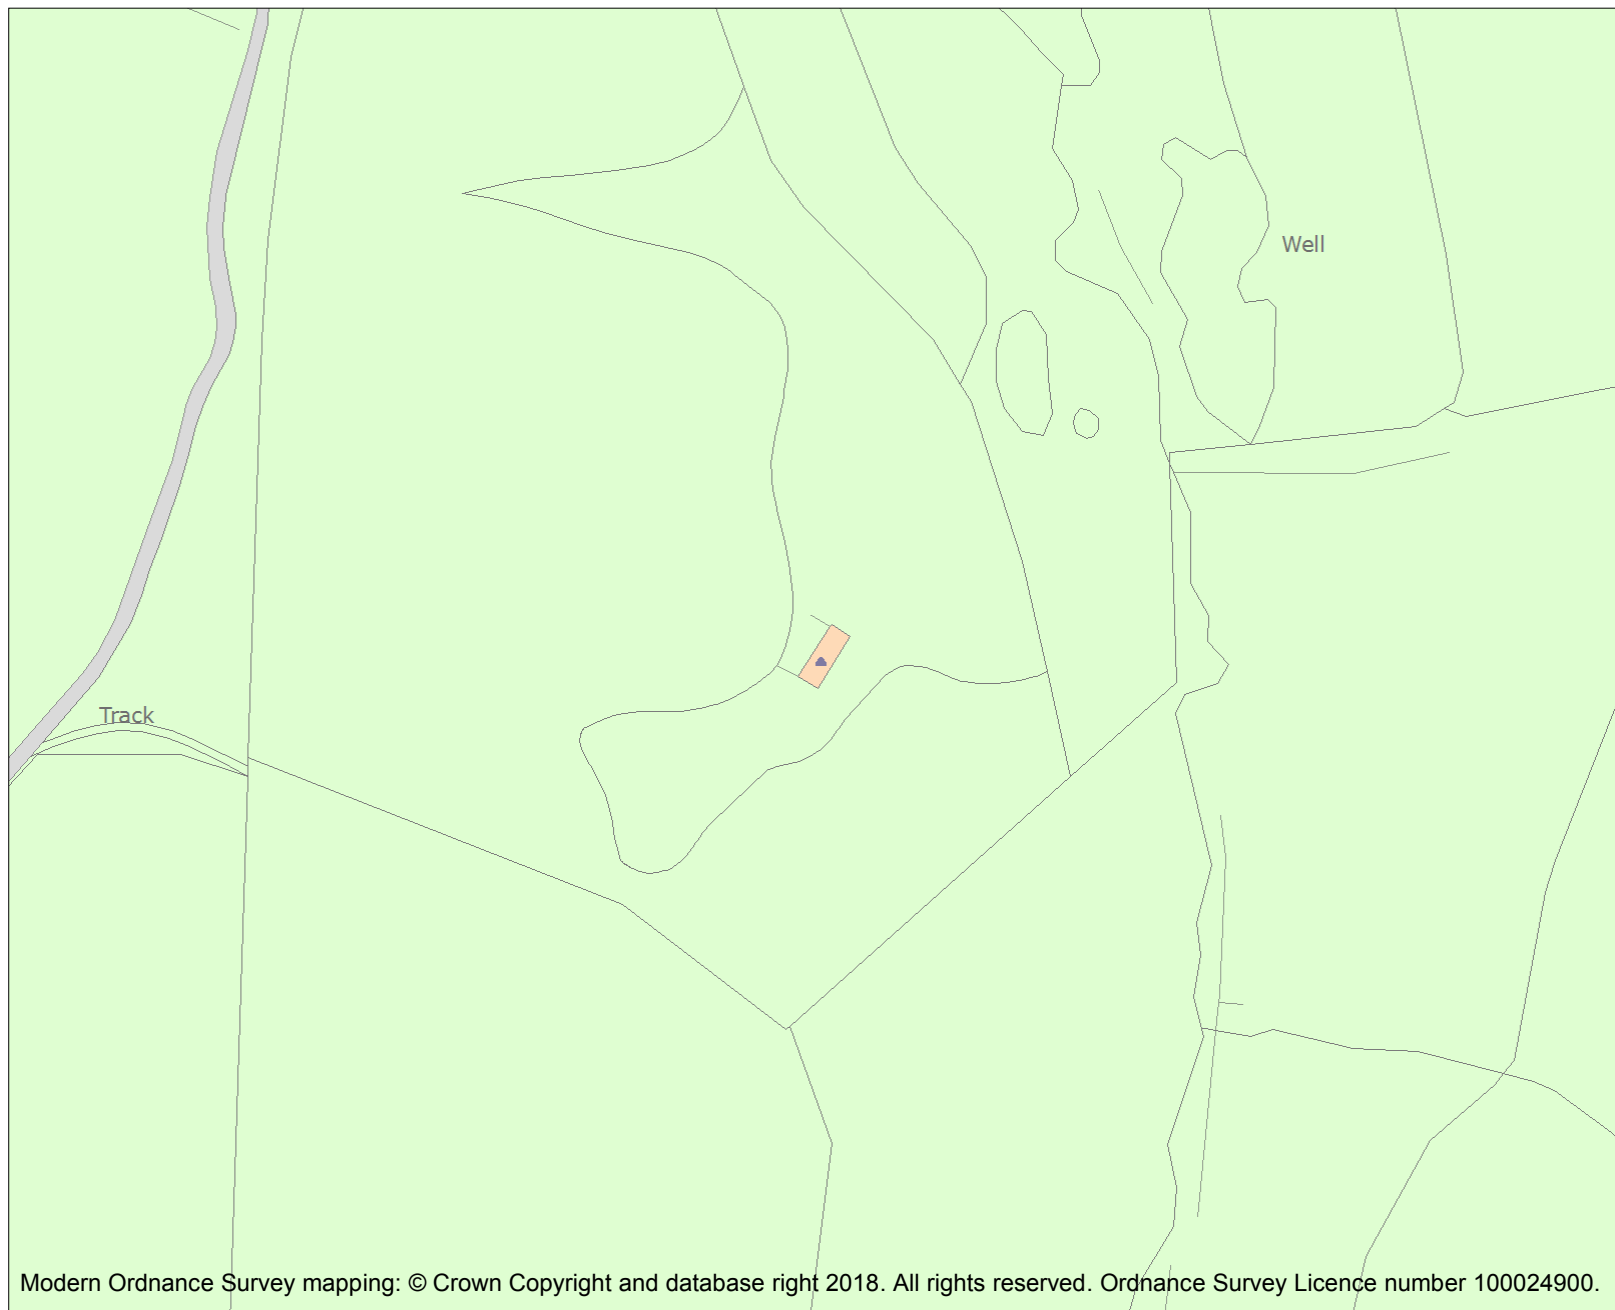 Well
Track
Modern Ordnance Survey mapping: © Crown Copyright and database right 2018. All rights reserved. Ordnance Survey Licence number 100024900.